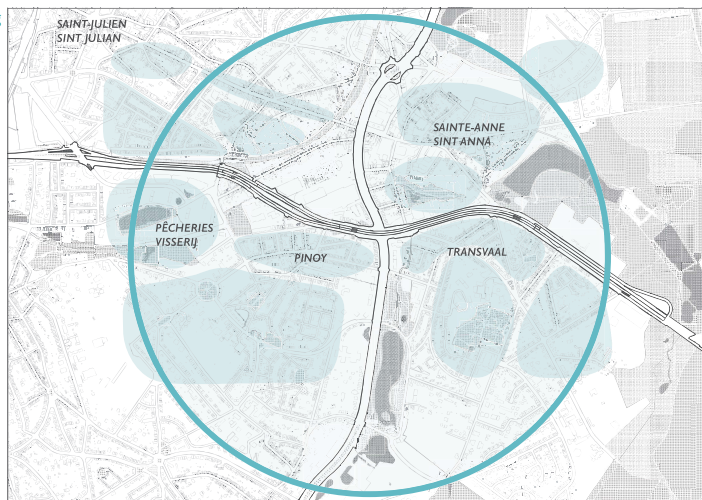 SAINT-JULIEN
SINT JULIAN
SAINTE-ANNE
SINT ANNA
PÊCHERIES
VISSERIJ
PINOY
TRANSVAAL